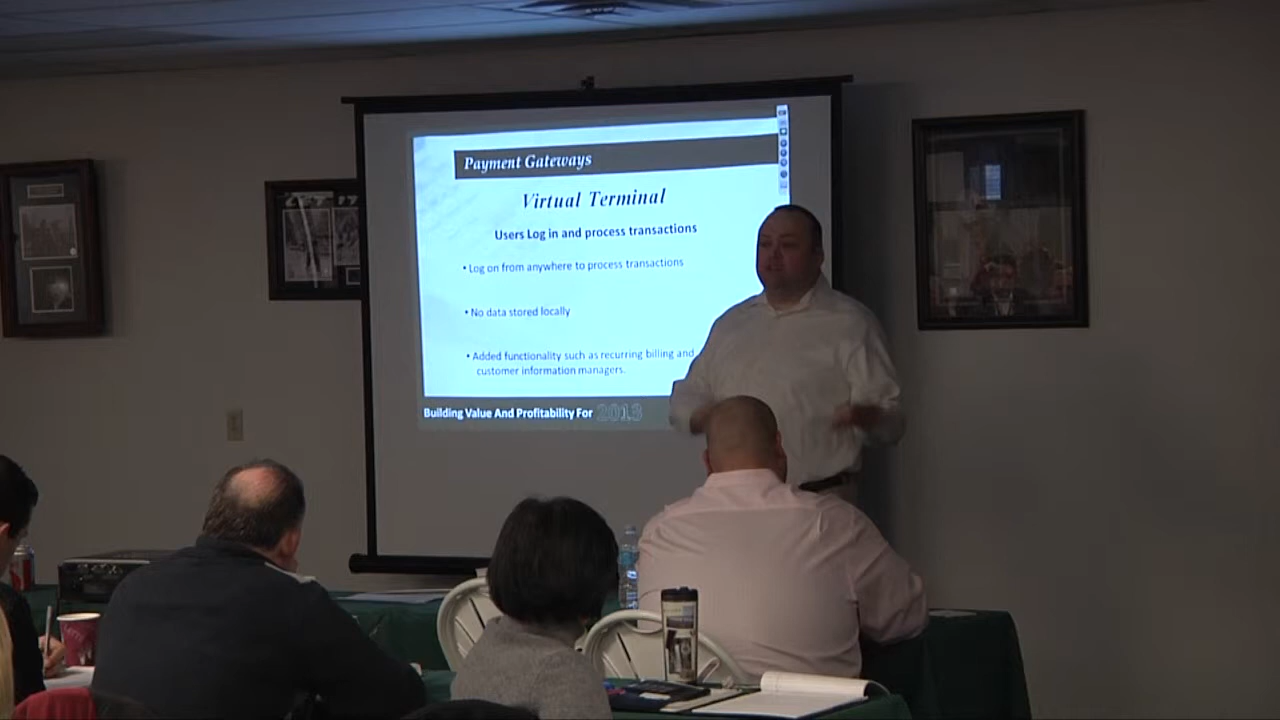 Payment Gateways
Virtual Terminal
Users Log in and process transactions
• Log on from anywhere to process transactions
• No data stored locally
• Added functionality such as recurring billing and
customer information managers.
Building Value And Profitability For 2013